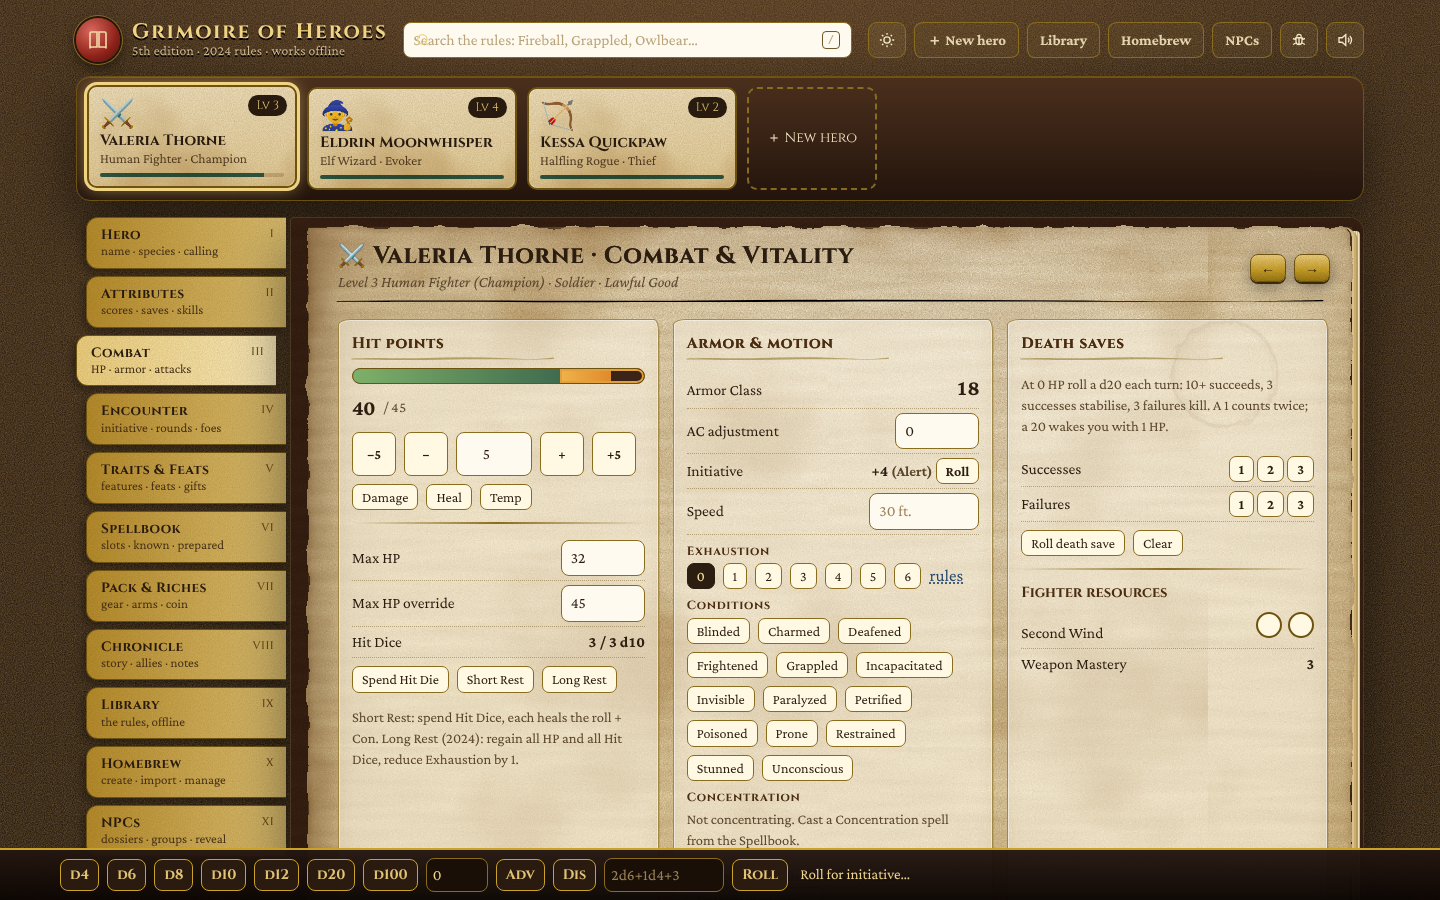 Grimoire of Heroes
5th edition · 2024 rules · works offline
Search the rules: Fireball, Grappled, Owlbear…
/
+ New hero
Library
Homebrew
NPCs
Lv 3
Valeria Thorne
Human Fighter · Champion
Lv 4
Eldrin Moonwhisper
Elf Wizard · Evoker
Lv 2
Kessa Quickpaw
Halfling Rogue · Thief
+ New hero
Hero I
name · species · calling
Attributes II
scores · saves · skills
Combat III
HP · armor · attacks
Encounter IV
initiative · rounds · foes
Traits & Feats V
features · feats · gifts
Spellbook VI
slots · known · prepared
Pack & Riches VII
gear · arms · coin
Chronicle VIII
story · allies · notes
Library IX
the rules, offline
Homebrew X
create · import · manage
NPCs XI
dossiers · groups · reveal
Valeria Thorne · Combat & Vitality
Level 3 Human Fighter (Champion) · Soldier · Lawful Good
← →
Hit points
40 / 45
−5 − 5 + +5
Damage Heal Temp
Max HP 32
Max HP override 45
Hit Dice 3 / 3 d10
Spend Hit Die Short Rest Long Rest
Short Rest: spend Hit Dice, each heals the roll +
Con. Long Rest (2024): regain all HP and all Hit
Dice, reduce Exhaustion by 1.
Armor & motion
Armor Class 18
AC adjustment 0
Initiative +4 (Alert) Roll
Speed 30 ft.
Exhaustion
0 1 2 3 4 5 6 rules
Conditions
Blinded Charmed Deafened
Frightened Grappled Incapacitated
Invisible Paralyzed Petrified
Poisoned Prone Restrained
Stunned Unconscious
Concentration
Not concentrating. Cast a Concentration spell
from the Spellbook.
Death saves
At 0 HP roll a d20 each turn: 10+ succeeds, 3
successes stabilise, 3 failures kill. A 1 counts twice;
a 20 wakes you with 1 HP.
Successes 1 2 3
Failures 1 2 3
Roll death save Clear
Fighter resources
Second Wind
Weapon Mastery 3
D4 D6 D8 D10 D12 D20 D100 0 Adv Dis 2d6+1d4+3 Roll Roll for initiative…